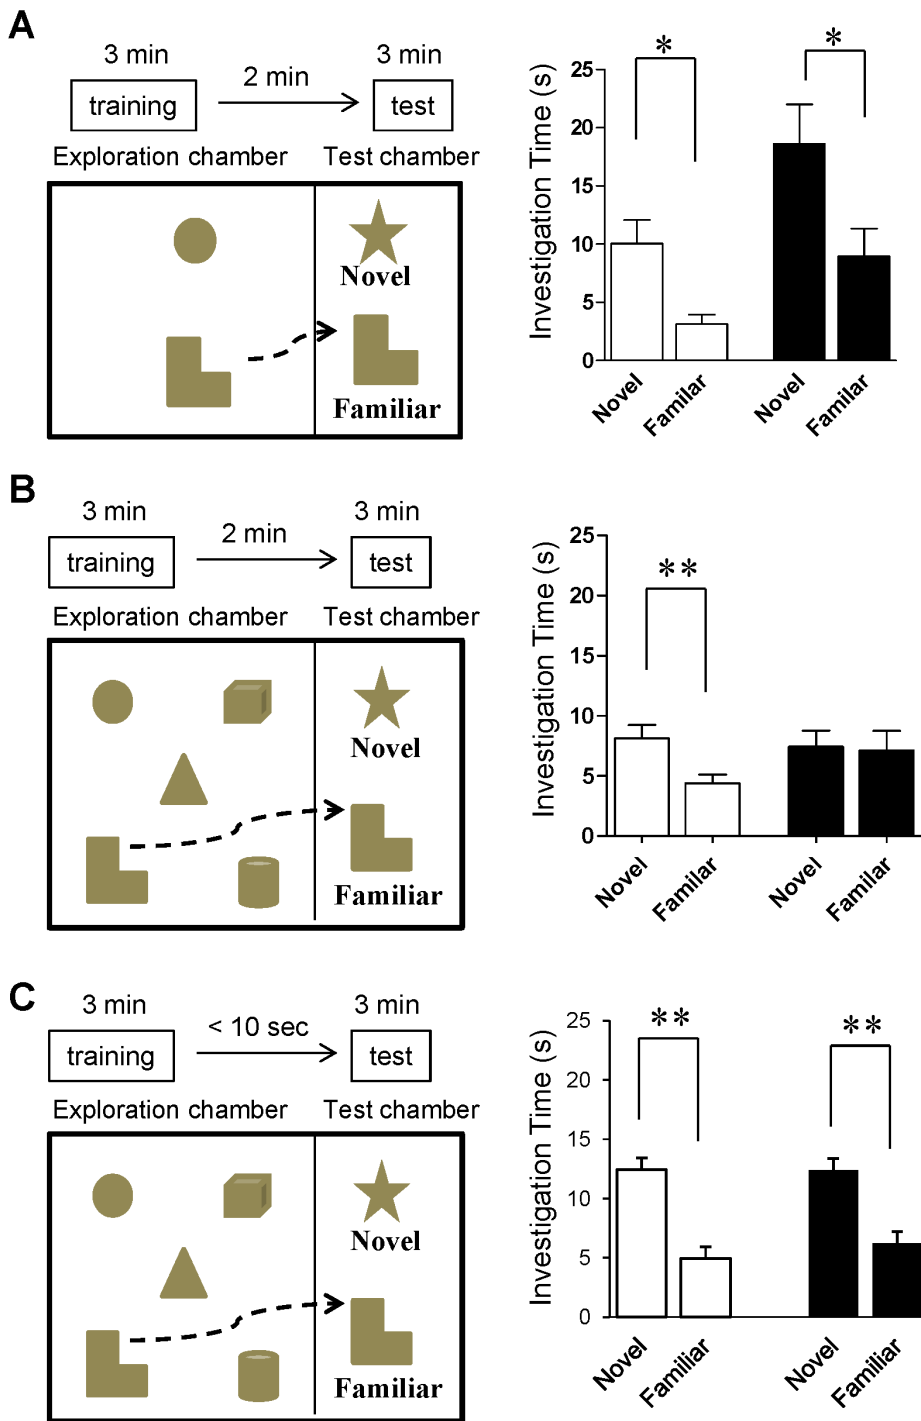 A
3 min
2 min
3 min
training
test
Exploration chamber
Test chamber
Novel
Familiar
Investigation Time (s)
25
20
15
10
5
0
*
*
Novel
Familar
Novel
Familar
B
3 min
2 min
3 min
training
test
Exploration chamber
Test chamber
Novel
Familiar
Investigation Time (s)
25
20
15
10
5
0
**
Novel
Familar
Novel
Familar
C
3 min
< 10 sec
3 min
training
test
Exploration chamber
Test chamber
Novel
Familiar
Investigation Time (s)
25
20
15
10
5
0
**
**
Novel
Familiar
Novel
Familiar